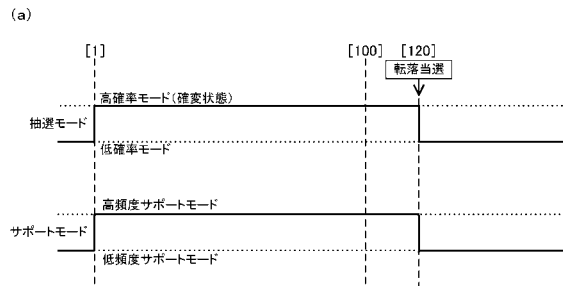 (a)
[1] [100] [120]
転落当選
高確率モード(確変状態)
抽選モード
低確率モード
高頻度サポートモード
サポートモード
低頻度サポートモード